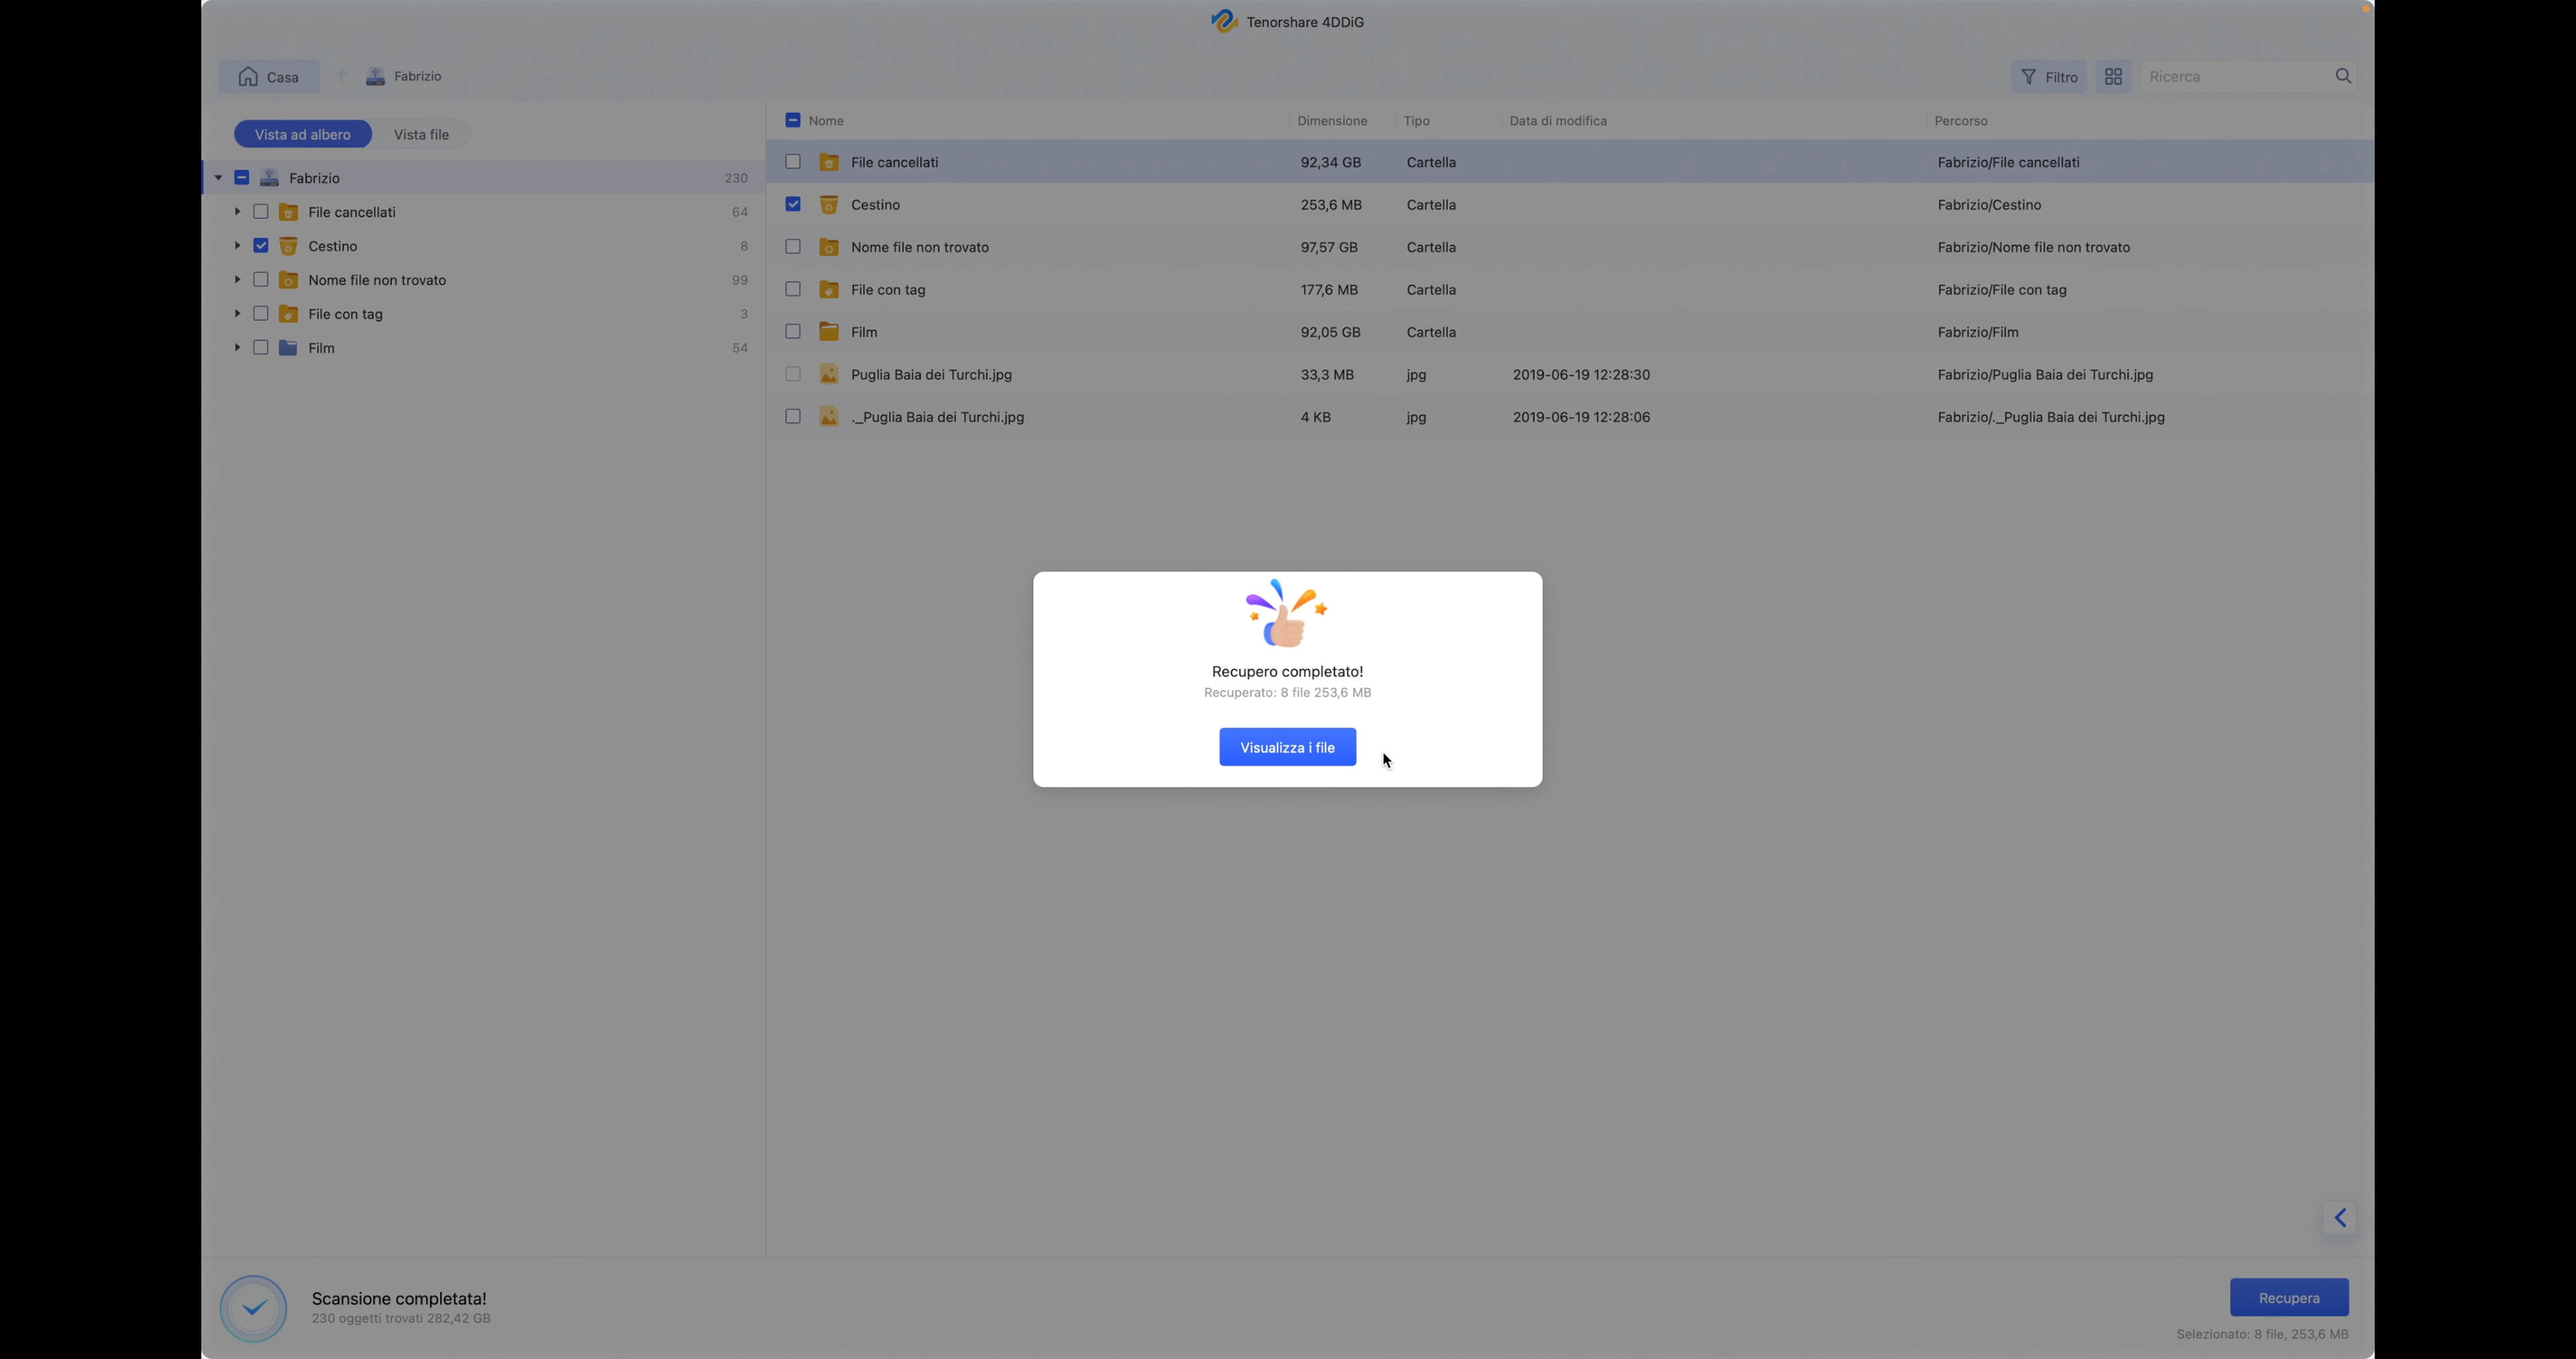 Tenorshare 4DDiG
Casa
Fabrizio
Filtro
Ricerca
Vista ad albero
Vista file
Fabrizio 230
File cancellati 64
Cestino 8
Nome file non trovato 99
File con tag 3
Film 54
Nome Dimensione Tipo Data di modifica Percorso
File cancellati 92,34 GB Cartella Fabrizio/File cancellati
Cestino 253,6 MB Cartella Fabrizio/Cestino
Nome file non trovato 97,57 GB Cartella Fabrizio/Nome file non trovato
File con tag 177,6 MB Cartella Fabrizio/File con tag
Film 92,05 GB Cartella Fabrizio/Film
Puglia Baia dei Turchi.jpg 33,3 MB jpg 2019-06-19 12:28:30 Fabrizio/Puglia Baia dei Turchi.jpg
._Puglia Baia dei Turchi.jpg 4 KB jpg 2019-06-19 12:28:06 Fabrizio/._Puglia Baia dei Turchi.jpg
Recupero completato!
Recuperato: 8 file 253,6 MB
Visualizza i file
Scansione completata!
230 oggetti trovati 282,42 GB
Recupera
Selezionato: 8 file, 253,6 MB